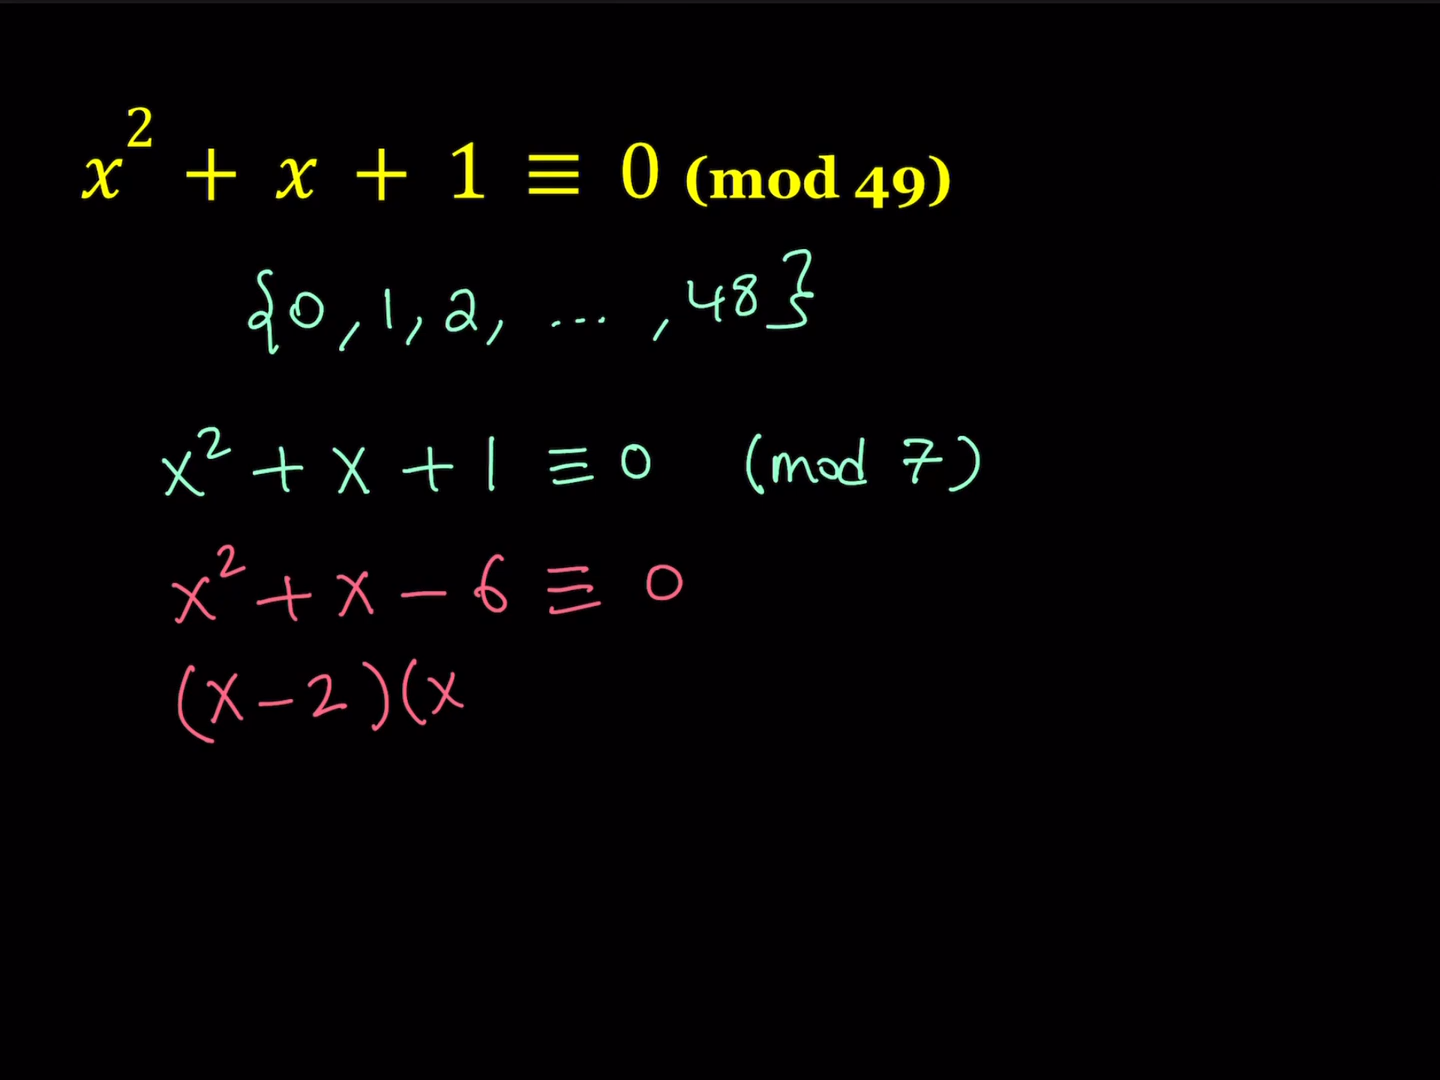 x² + x + 1 ≡ 0 (mod 49)
{0, 1, 2, ... , 48}
x² + x + 1 ≡ 0 (mod 7)
x² + x - 6 ≡ 0
(x - 2)(x